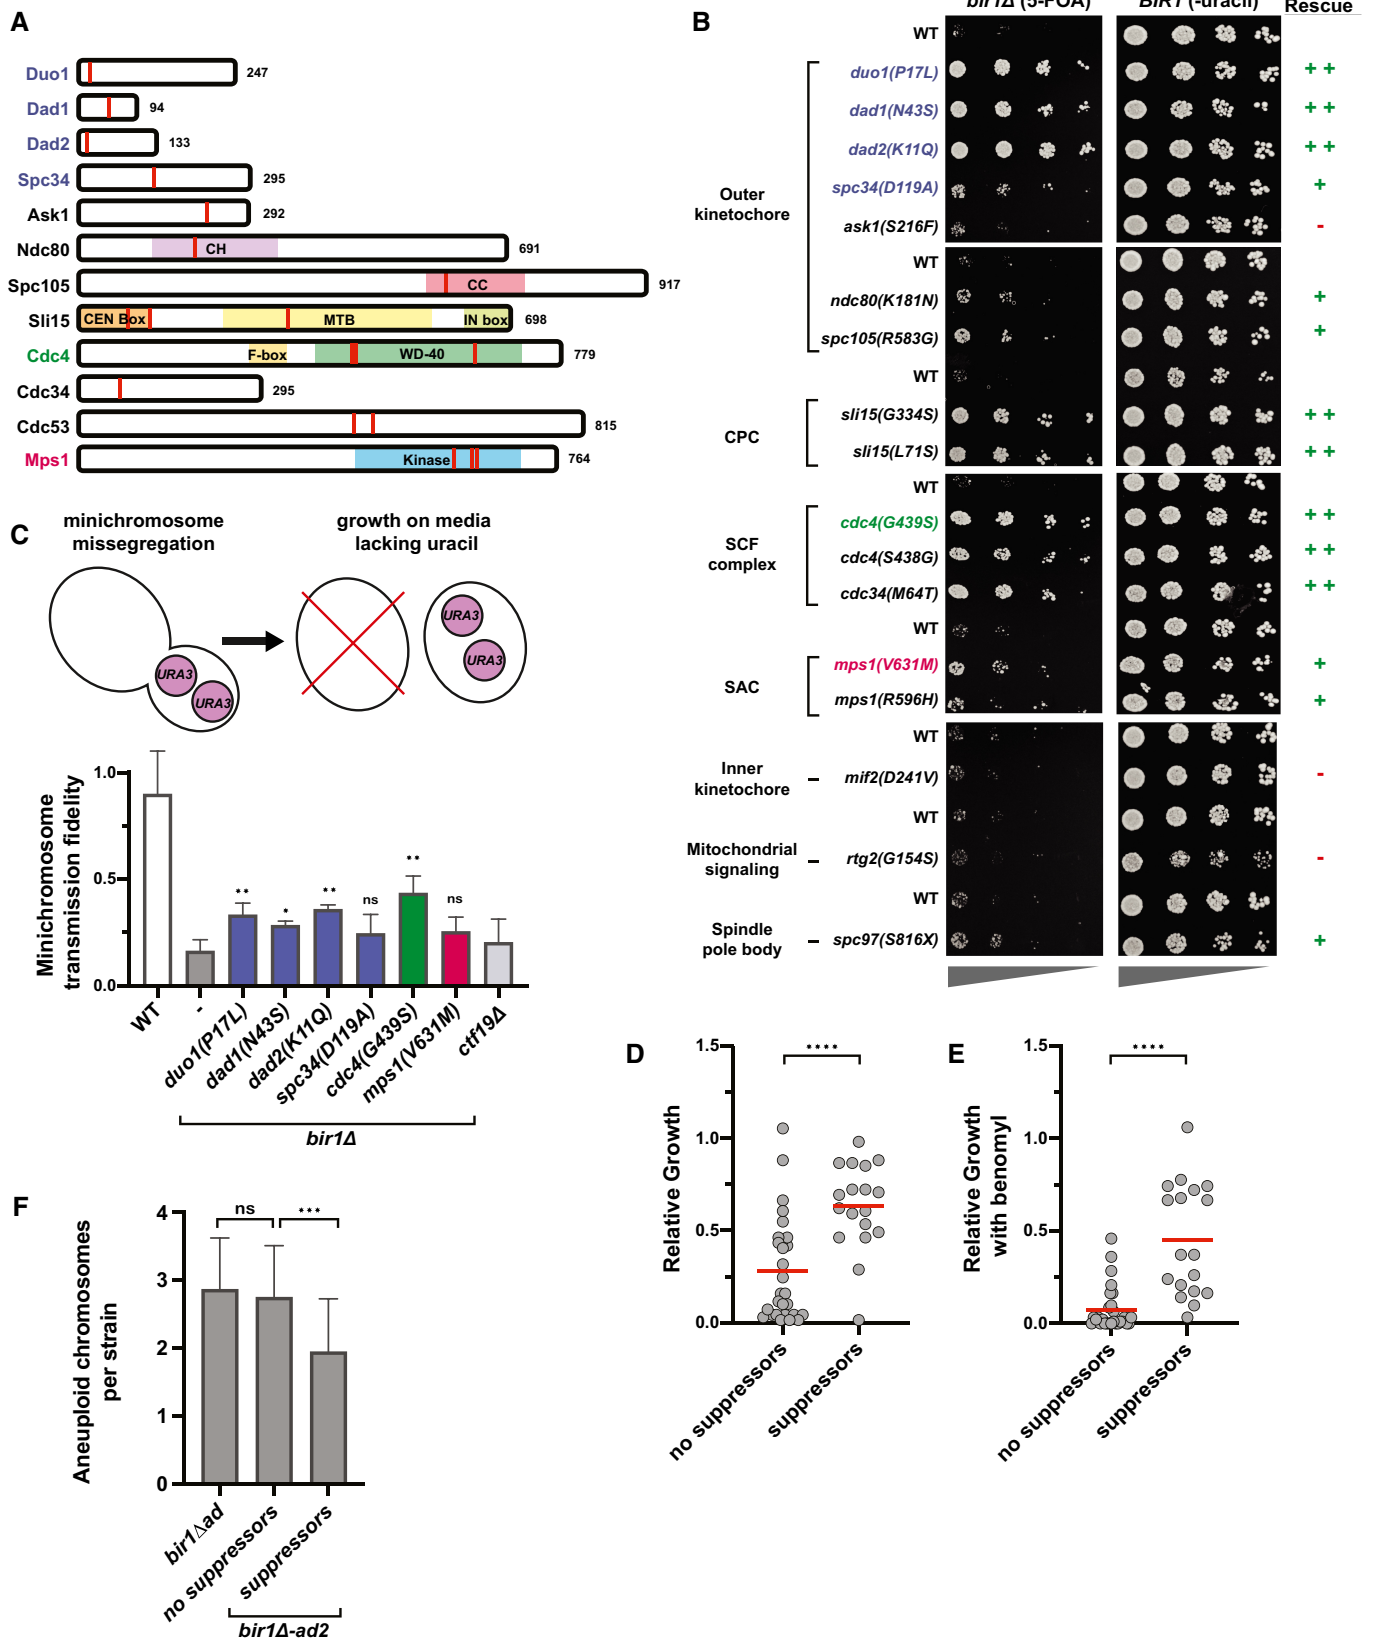 A
Duo1
247
Dad1
94
Dad2
133
Spc34
295
Ask1
292
Ndc80
CH
691
Spc105
CC
917
Sli15
CEN Box
MTB
IN box
698
Cdc4
F-box
WD-40
779
Cdc34
295
Cdc53
815
Mps1
Kinase
764
B
bir1Δ (5-FOA)
BIR1 (-uracil)
Rescue
WT
Outer
kinetochore
duo1(P17L)
+ +
dad1(N43S)
+ +
dad2(K11Q)
+ +
spc34(D119A)
+
ask1(S216F)
-
WT
ndc80(K181N)
+
spc105(R583G)
+
WT
CPC
sli15(G334S)
+ +
sli15(L71S)
+ +
WT
SCF
complex
cdc4(G439S)
+ +
cdc4(S438G)
+ +
cdc34(M64T)
+ +
WT
SAC
mps1(V631M)
+
mps1(R596H)
+
WT
Inner
kinetochore
mif2(D241V)
-
WT
Mitochondrial
signaling
rtg2(G154S)
-
WT
Spindle
pole body
spc97(S816X)
+
C
minichromosome
missegregation
growth on media
lacking uracil
URA3
URA3
URA3
URA3
Minichromosome
transmission fidelity
1.0
0.5
0.0
**
*
**
ns
**
ns
WT
-
duo1(P17L)
dad1(N43S)
dad2(K11Q)
spc34(D119A)
cdc4(G439S)
mps1(V631M)
ctf19Δ
bir1Δ
D
Relative Growth
1.5
1.0
0.5
0.0
****
no suppressors
suppressors
E
Relative Growth
with benomyl
1.5
1.0
0.5
0.0
****
no suppressors
suppressors
F
Aneuploid chromosomes
per strain
4
3
2
1
0
ns
***
bir1Δad
no suppressors
suppressors
bir1Δ-ad2